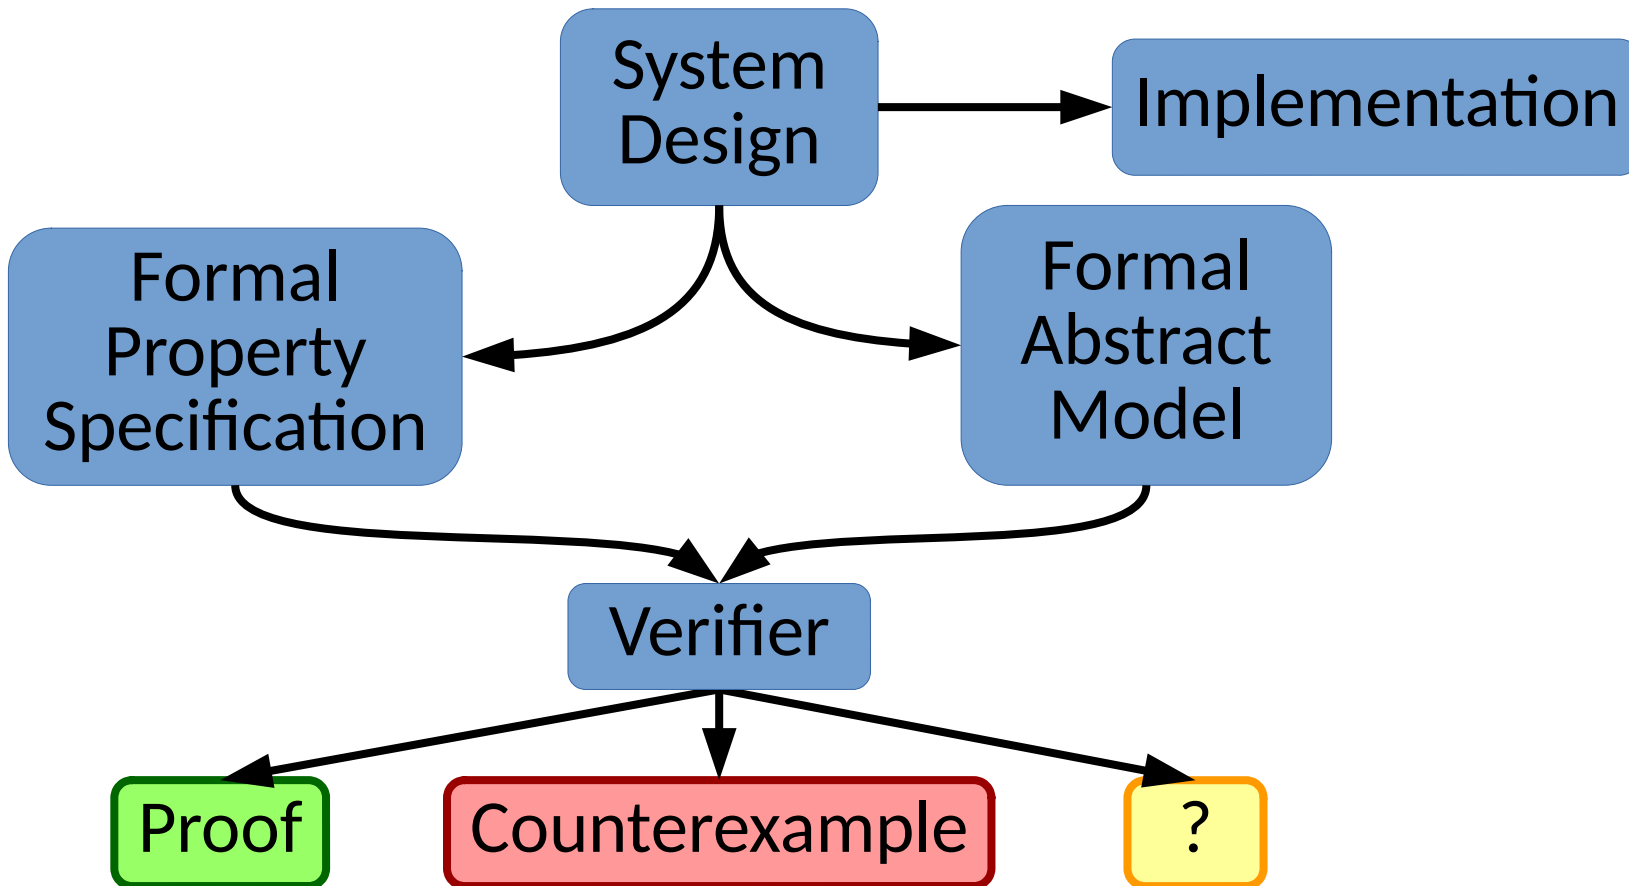 System
Design
Implementation
Formal
Property
Specification
Formal
Abstract
Model
Verifier
Proof
Counterexample
?